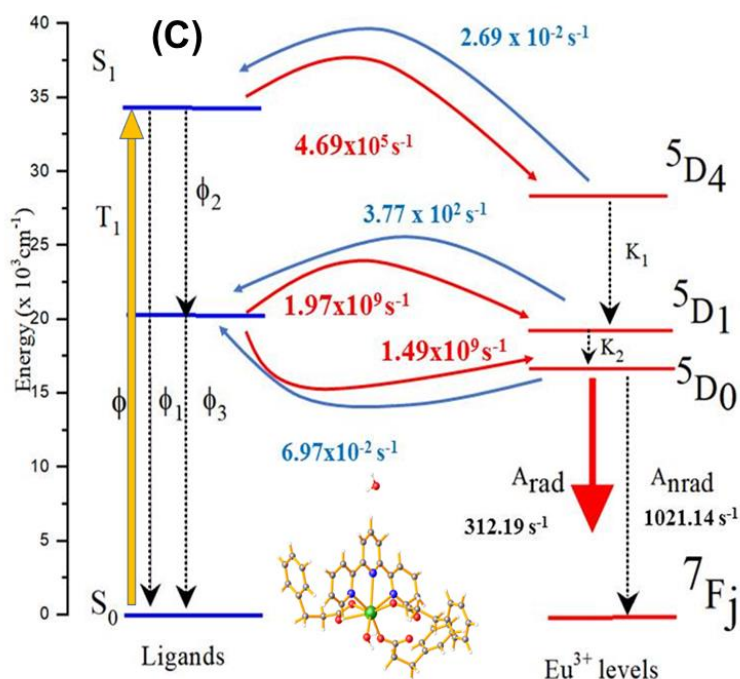 (C)
Energy (x 10³cm⁻¹)
40
35
30
25
20
15
10
5
0
S₁
T₁
S₀
ϕ
ϕ₁
ϕ₂
ϕ₃
2.69 x 10⁻² s⁻¹
4.69x10⁵ s⁻¹
3.77 x 10² s⁻¹
1.97x10⁹ s⁻¹
1.49x10⁹ s⁻¹
6.97x10⁻² s⁻¹
⁵D₄
K₁
⁵D₁
K₂
⁵D₀
Arad
312.19 s⁻¹
Anrad
1021.14 s⁻¹
⁷Fj
Ligands
Eu³⁺ levels